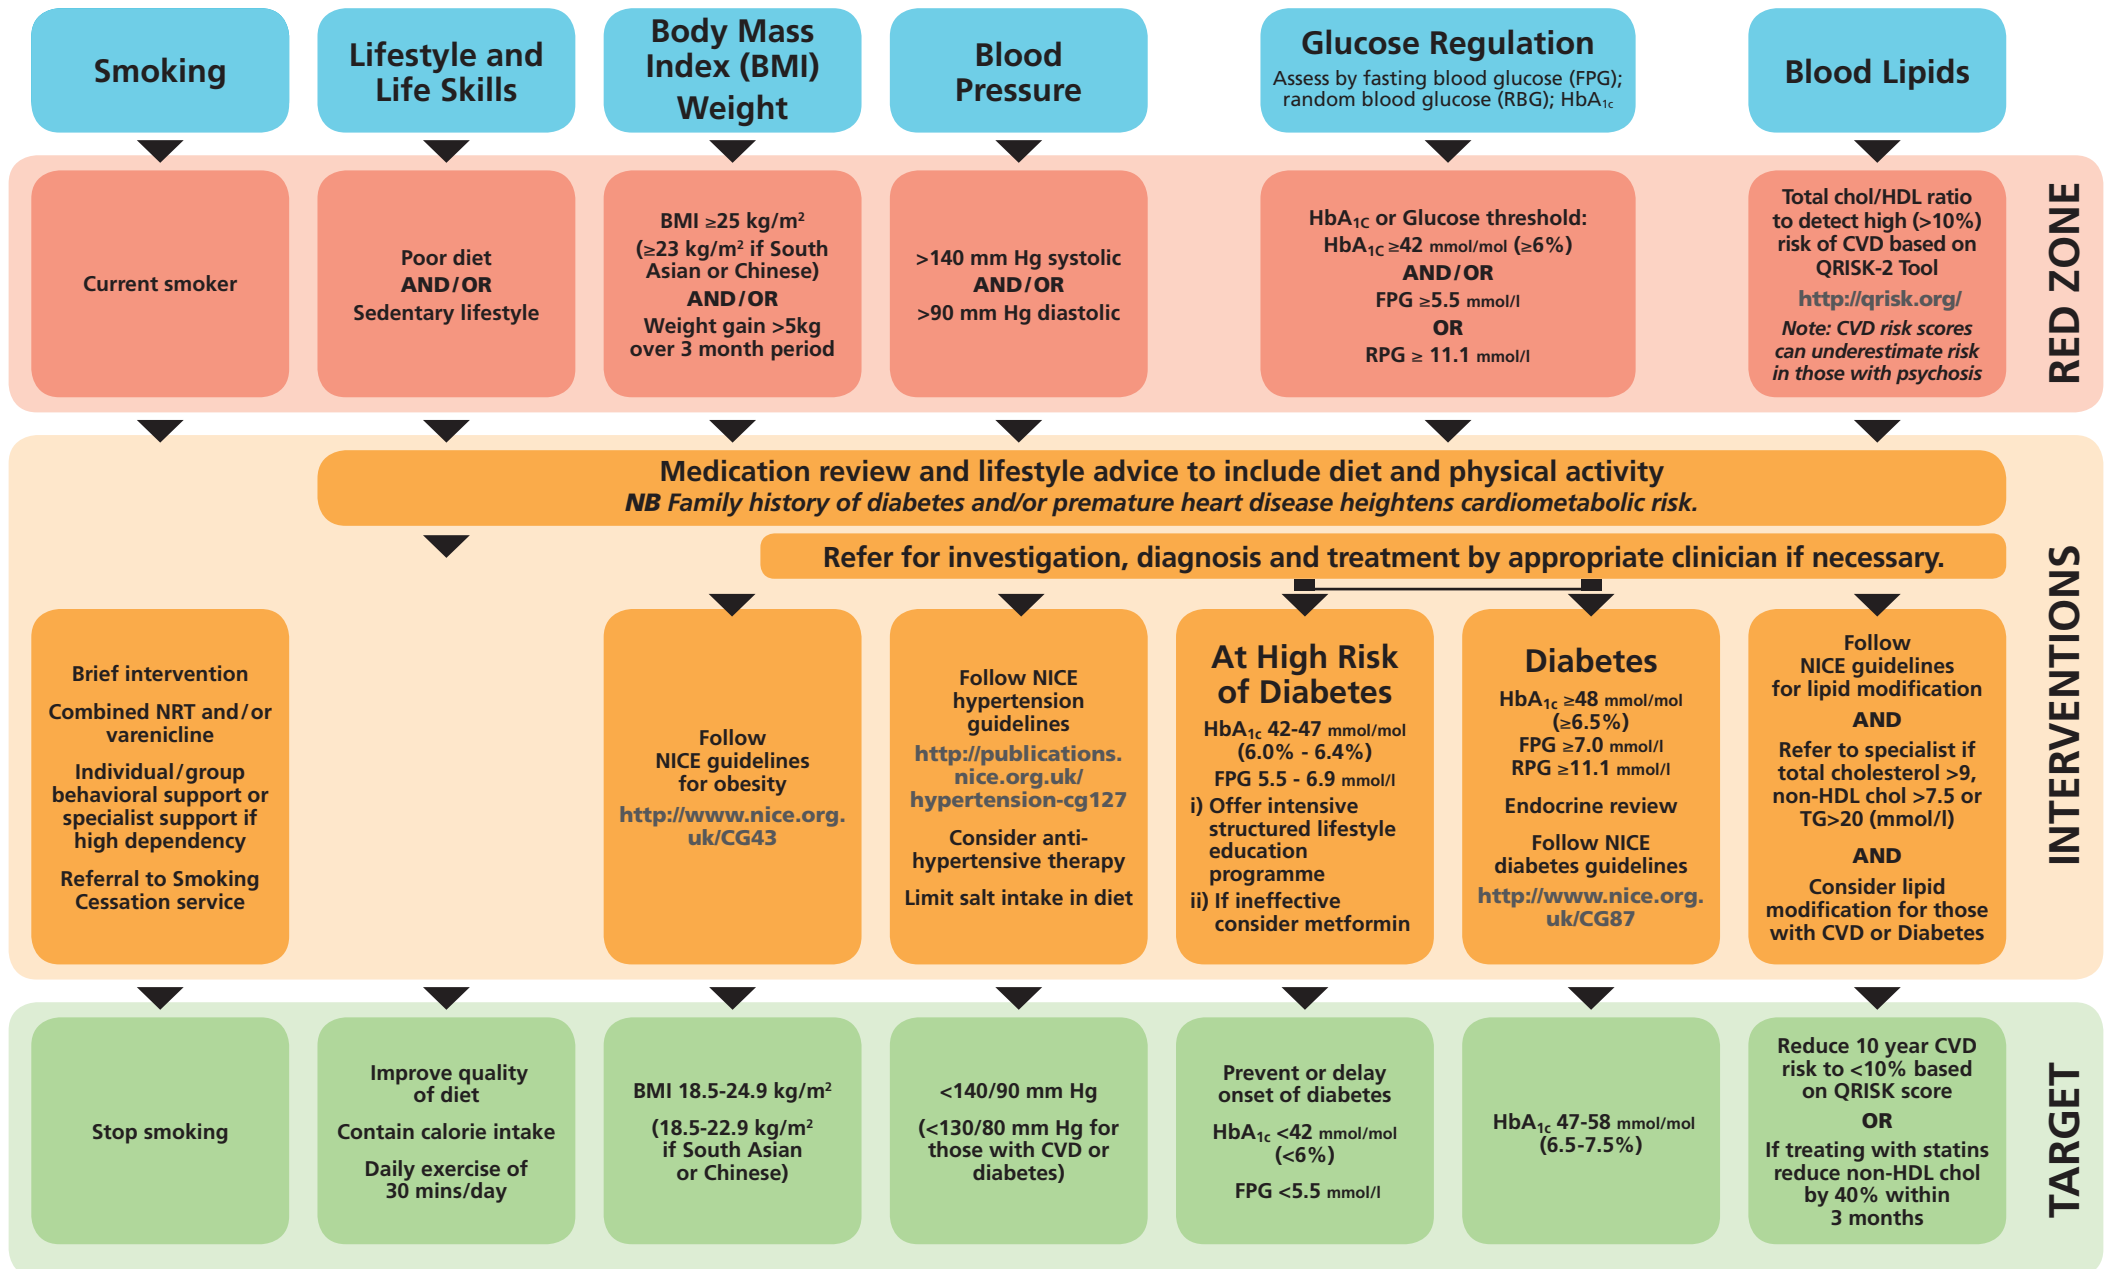 Smoking
Lifestyle and
Life Skills
Body Mass
Index (BMI)
Weight
Blood
Pressure
Glucose Regulation
Assess by fasting blood glucose (FPG);
random blood glucose (RBG); HbA1c
Blood Lipids
RED ZONE
Current smoker
Poor diet
AND/OR
Sedentary lifestyle
BMI ≥25 kg/m²
(≥23 kg/m² if South
Asian or Chinese)
AND/OR
Weight gain >5kg
over 3 month period
>140 mm Hg systolic
AND/OR
>90 mm Hg diastolic
HbA1C or Glucose threshold:
HbA1C ≥42 mmol/mol (≥6%)
AND/OR
FPG ≥5.5 mmol/l
OR
RPG ≥ 11.1 mmol/l
Total chol/HDL ratio
to detect high (>10%)
risk of CVD based on
QRISK-2 Tool
http://qrisk.org/
Note: CVD risk scores
can underestimate risk
in those with psychosis
INTERVENTIONS
Medication review and lifestyle advice to include diet and physical activity
NB Family history of diabetes and/or premature heart disease heightens cardiometabolic risk.
Refer for investigation, diagnosis and treatment by appropriate clinician if necessary.
Brief intervention
Combined NRT and/or
varenicline
Individual/group
behavioral support or
specialist support if
high dependency
Referral to Smoking
Cessation service
Follow
NICE guidelines
for obesity
http://www.nice.org.
uk/CG43
Follow NICE
hypertension
guidelines
http://publications.
nice.org.uk/
hypertension-cg127
Consider anti-
hypertensive therapy
Limit salt intake in diet
At High Risk
of Diabetes
HbA1c 42-47 mmol/mol
(6.0% - 6.4%)
FPG 5.5 - 6.9 mmol/l
i) Offer intensive
structured lifestyle
education
programme
ii) If ineffective
consider metformin
Diabetes
HbA1c ≥48 mmol/mol
(≥6.5%)
FPG ≥7.0 mmol/l
RPG ≥11.1 mmol/l
Endocrine review
Follow NICE
diabetes guidelines
http://www.nice.org.
uk/CG87
Follow
NICE guidelines
for lipid modification
AND
Refer to specialist if
total cholesterol >9,
non-HDL chol >7.5 or
TG>20 (mmol/l)
AND
Consider lipid
modification for those
with CVD or Diabetes
TARGET
Stop smoking
Improve quality
of diet
Contain calorie intake
Daily exercise of
30 mins/day
BMI 18.5-24.9 kg/m²
(18.5-22.9 kg/m²
if South Asian
or Chinese)
<140/90 mm Hg
(<130/80 mm Hg for
those with CVD or
diabetes)
Prevent or delay
onset of diabetes
HbA1c <42 mmol/mol
(<6%)
FPG <5.5 mmol/l
HbA1c 47-58 mmol/mol
(6.5-7.5%)
Reduce 10 year CVD
risk to <10% based
on QRISK score
OR
If treating with statins
reduce non-HDL chol
by 40% within
3 months